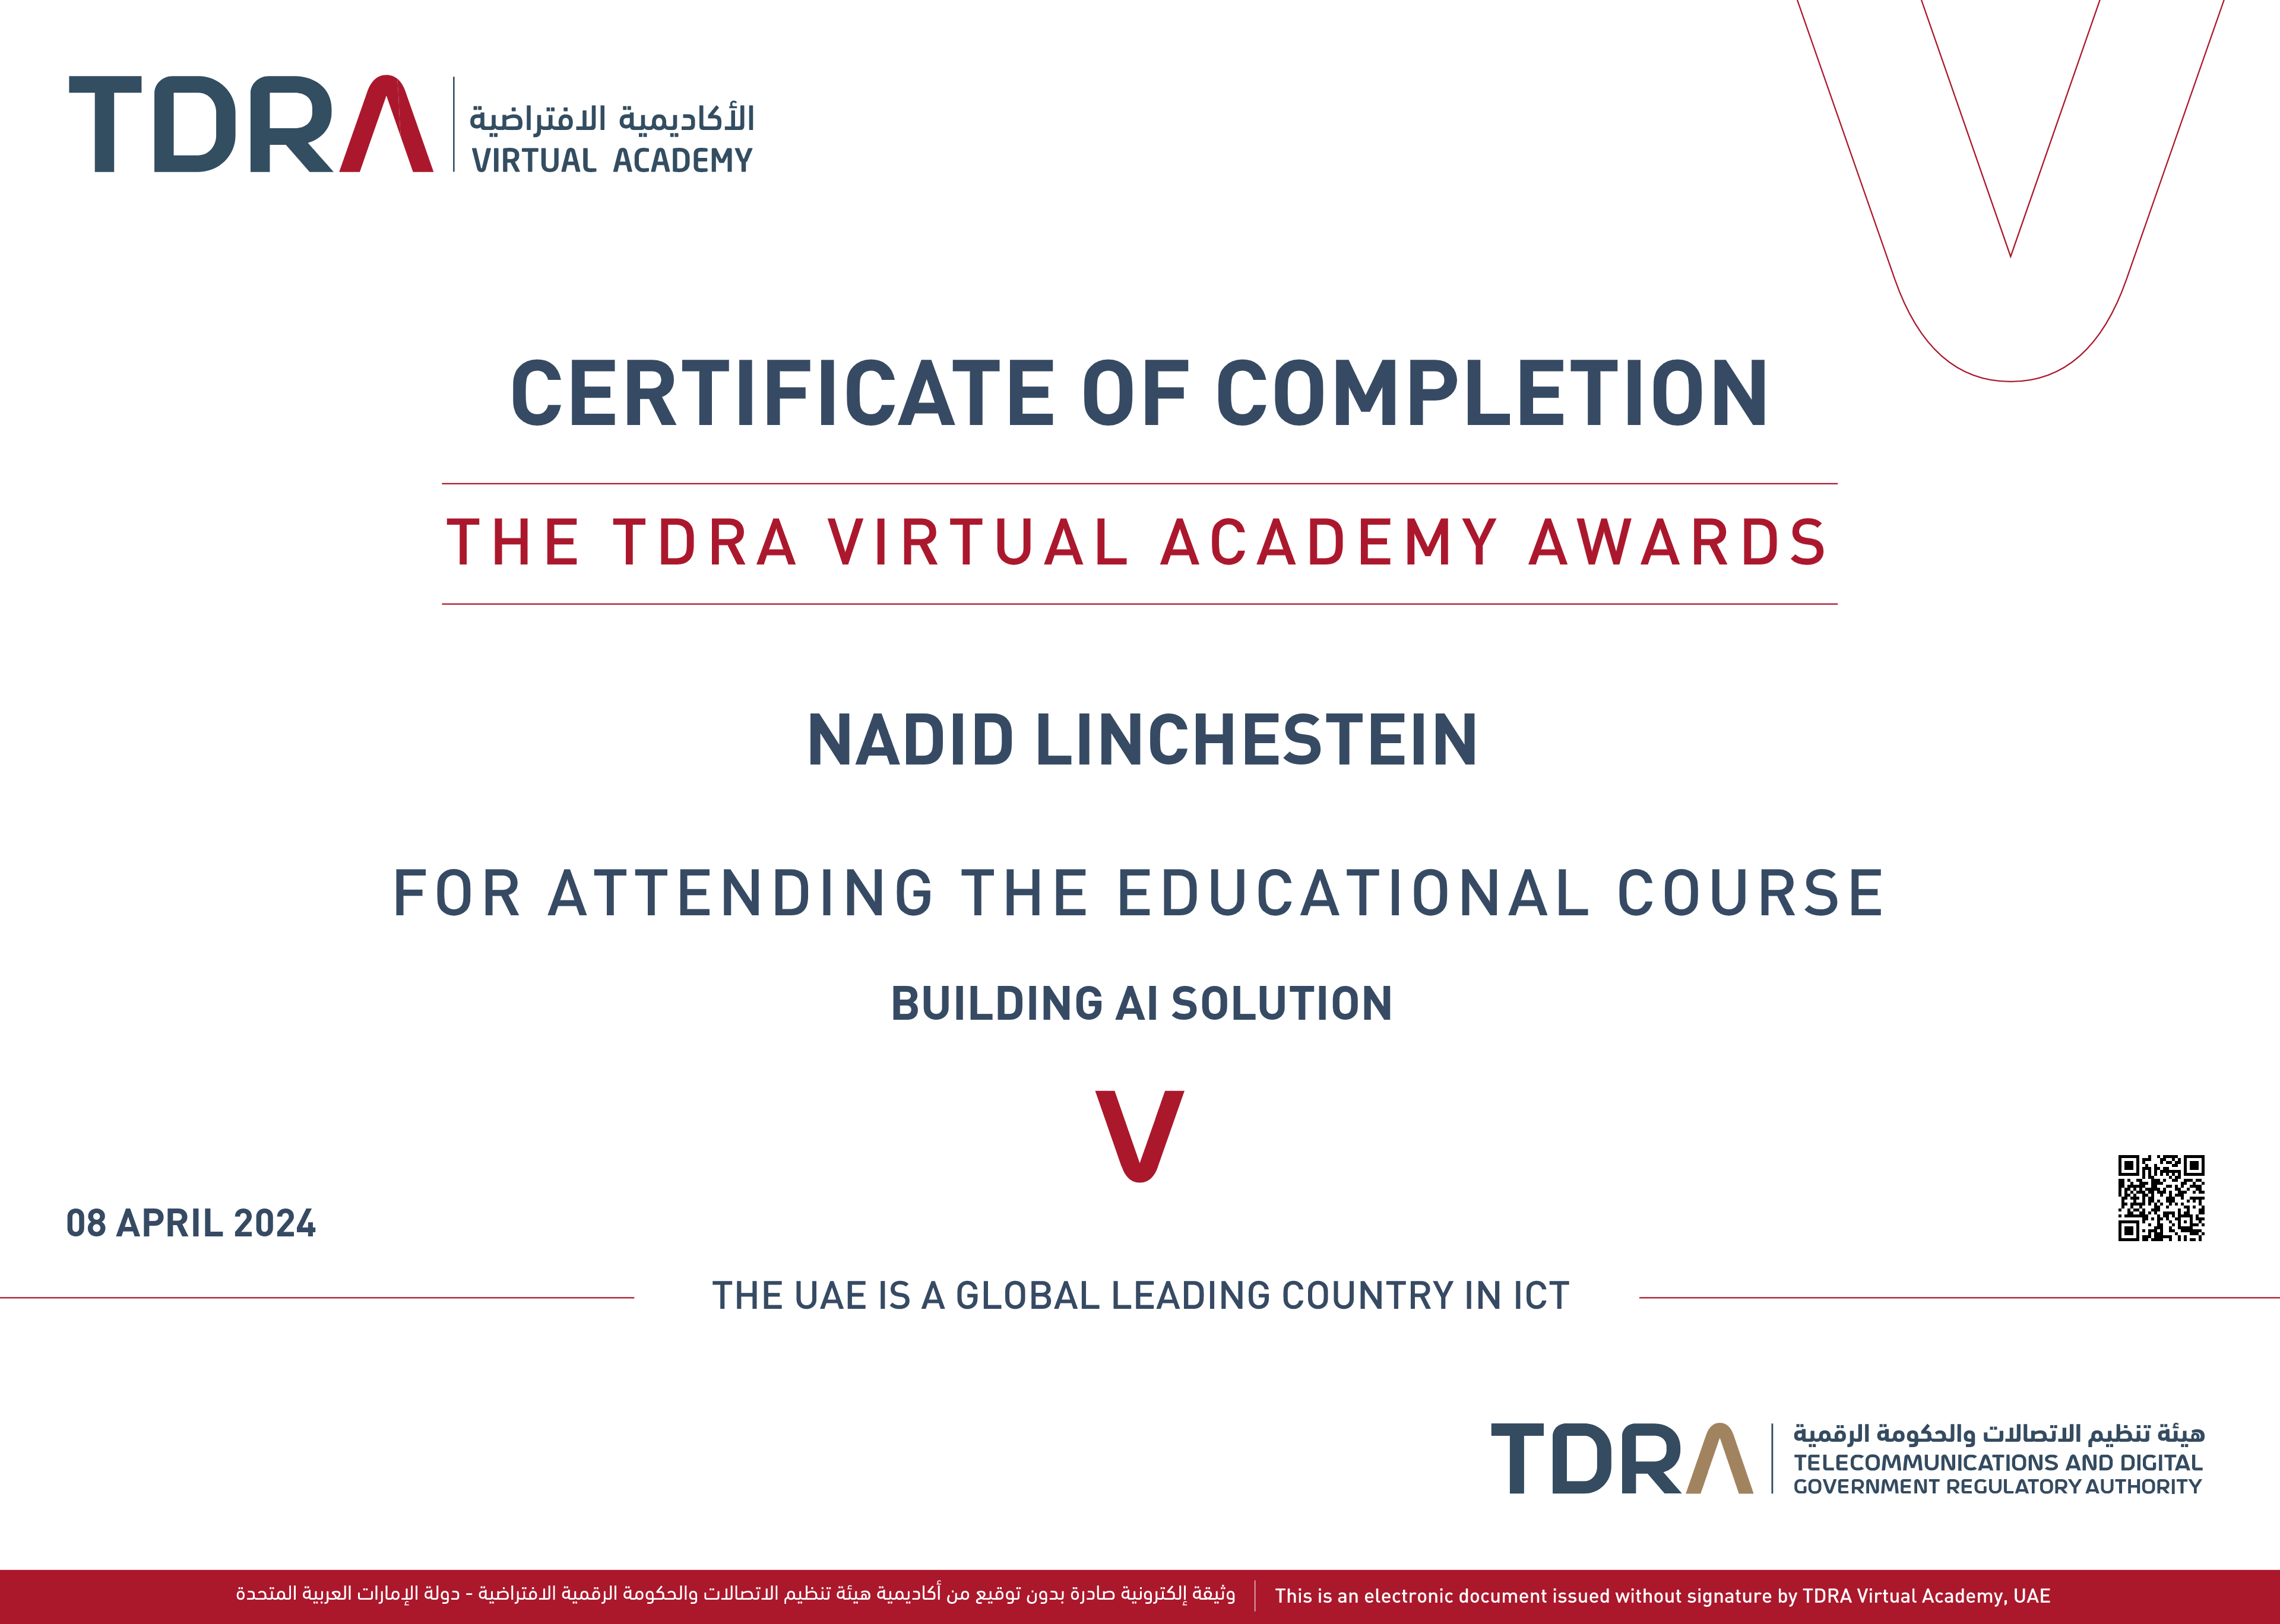 TDRA
الأكاديمية الافتراضية
VIRTUAL ACADEMY
CERTIFICATE OF COMPLETION
THE TDRA VIRTUAL ACADEMY AWARDS
NADID LINCHESTEIN
FOR ATTENDING THE EDUCATIONAL COURSE
BUILDING AI SOLUTION
V
08 APRIL 2024
THE UAE IS A GLOBAL LEADING COUNTRY IN ICT
TDRA
هيئة تنظيم الاتصالات والحكومة الرقمية
TELECOMMUNICATIONS AND DIGITAL
GOVERNMENT REGULATORY AUTHORITY
وثيقة إلكترونية صادرة بدون توقيع من أكاديمية هيئة تنظيم الاتصالات والحكومة الرقمية الافتراضية - دولة الإمارات العربية المتحدة
This is an electronic document issued without signature by TDRA Virtual Academy, UAE